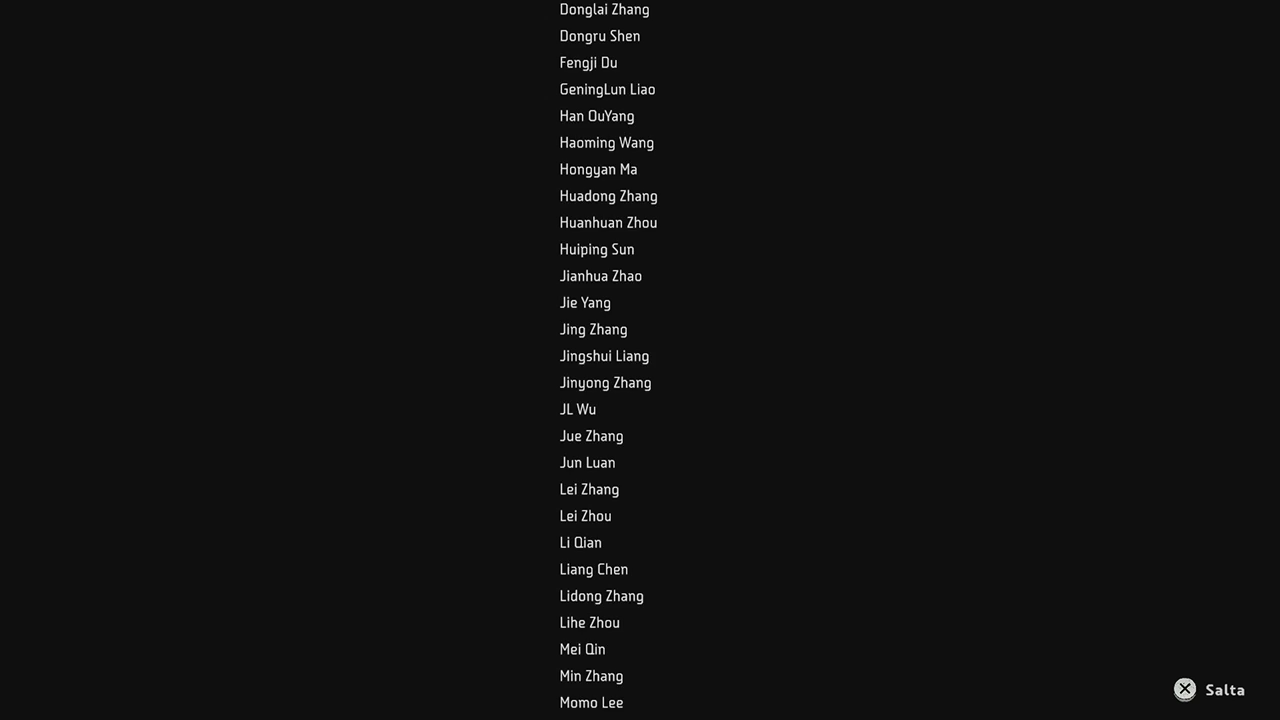 Donglai Zhang
Dongru Shen
Fengji Du
GeningLun Liao
Han OuYang
Haoming Wang
Hongyan Ma
Huadong Zhang
Huanhuan Zhou
Huiping Sun
Jianhua Zhao
Jie Yang
Jing Zhang
Jingshui Liang
Jinyong Zhang
JL Wu
Jue Zhang
Jun Luan
Lei Zhang
Lei Zhou
Li Qian
Liang Chen
Lidong Zhang
Lihe Zhou
Mei Qin
Min Zhang
Momo Lee
Salta